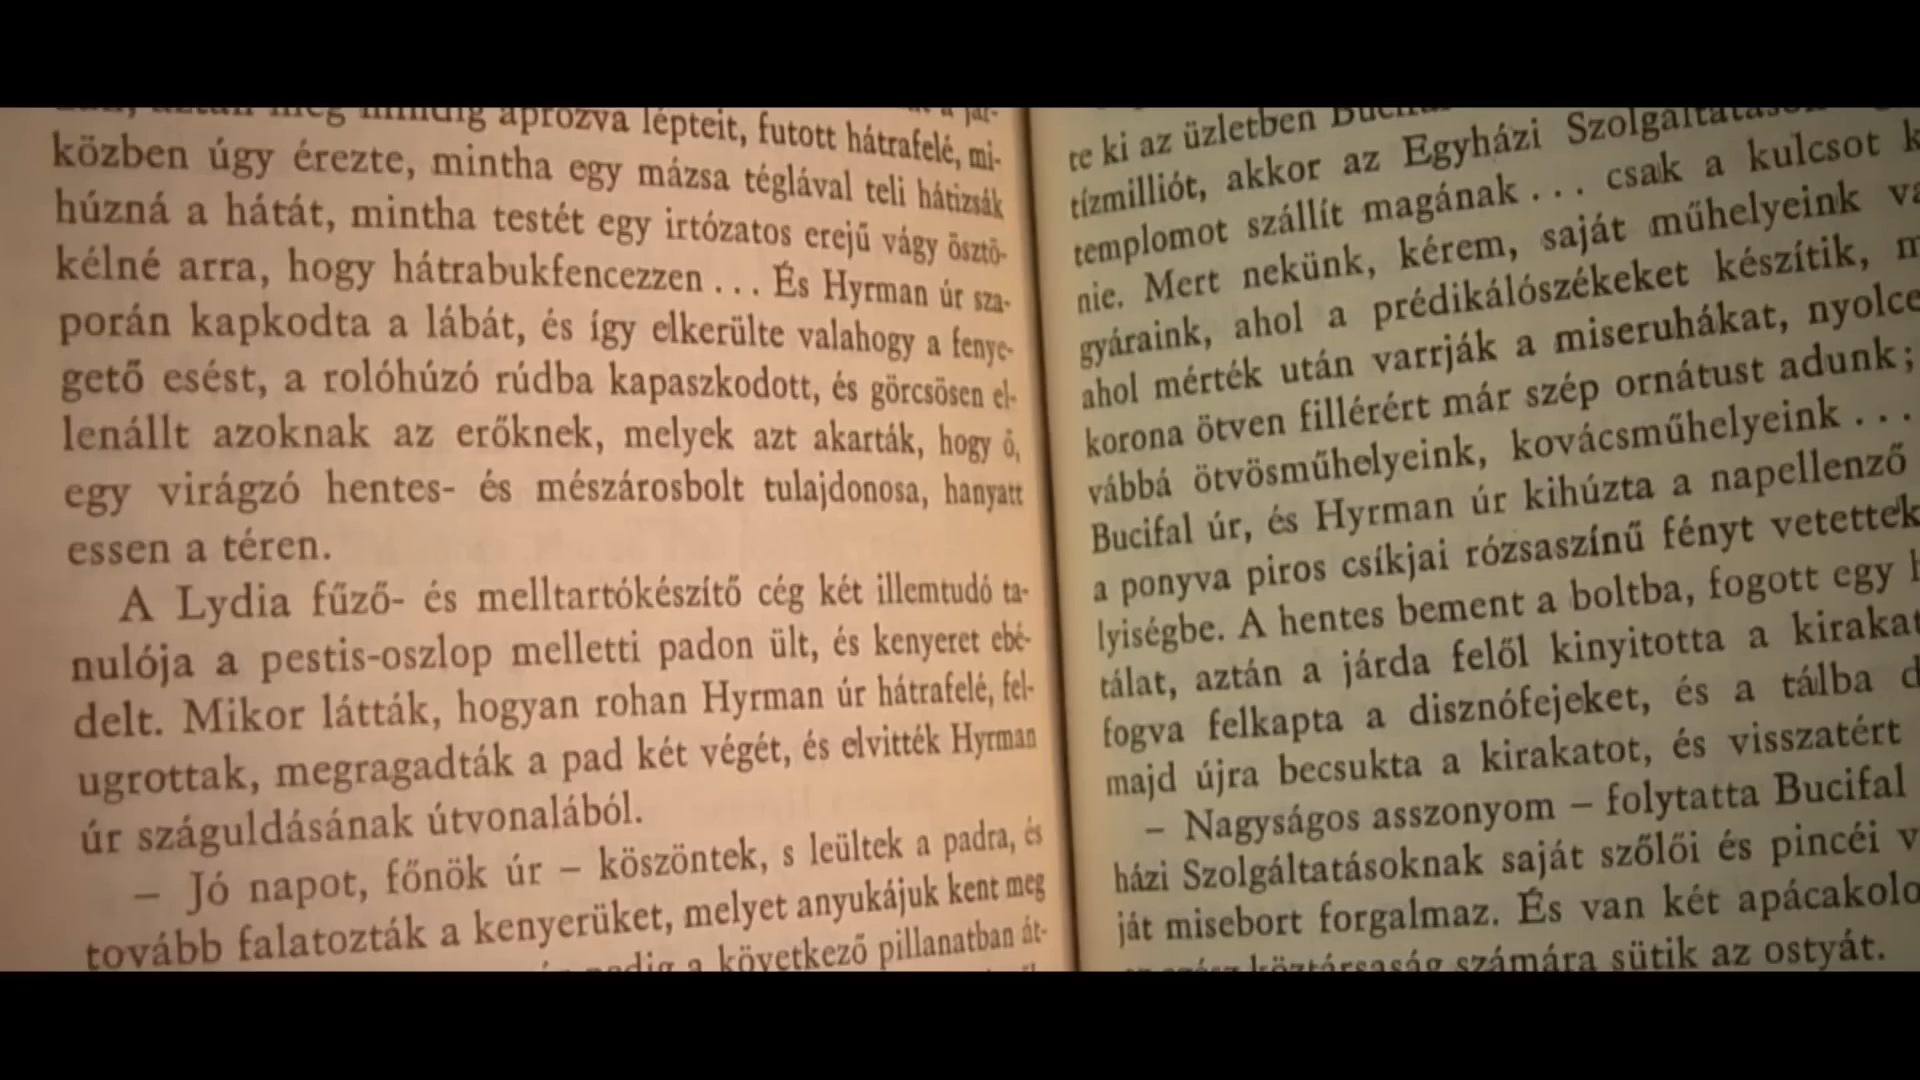 meg mindig aprózva lépteit, futott hátrafelé, mi-
közben úgy érezte, mintha egy mázsa téglával teli hátizsák
húzná a hátát, mintha testét egy irtózatos erejű vágy ösztö-
kélné arra, hogy hátrabukfencezzen . . . És Hyrman úr sza-
porán kapkodta a lábát, és így elkerülte valahogy a fenye-
gető esést, a rolóhúzó rúdba kapaszkodott, és görcsösen el-
lenállt azoknak az erőknek, melyek azt akarták, hogy ő,
egy virágzó hentes- és mészárosbolt tulajdonosa, hanyatt
essen a téren.
A Lydia fűző- és melltartókészítő cég két illemtudó ta-
nulója a pestis-oszlop melletti padon ült, és kenyeret ebé-
delt. Mikor látták, hogyan rohan Hyrman úr hátrafelé, fel-
ugrottak, megragadták a pad két végét, és elvitték Hyrman
úr száguldásának útvonalából.
– Jó napot, főnök úr – köszöntek, s leültek a padra, és
tovább falatozták a kenyerüket, melyet anyukájuk kent meg
a következő pillanatban át-
te ki az üzletben
tízmilliót, akkor az Egyházi Szolgáltatások
templomot szállít magának . . . csak a kulcsot
nie. Mert nekünk, kérem, saját műhelyeink
gyáraink, ahol a prédikálószékeket készítik,
ahol mérték után varrják a miseruhákat,
korona ötven fillérért már szép ornátust adunk;
vábbá ötvösműhelyeink, kovácsműhelyeink . . .
Bucifal úr, és Hyrman úr kihúzta a napellenző
a ponyva piros csíkjai rózsaszínű fényt vetettek
lyiségbe. A hentes bement a boltba, fogott egy
tálat, aztán a járda felől kinyitotta a
fogva felkapta a disznófejeket, és a tálba
majd újra becsukta a kirakatot, és visszatért
– Nagyságos asszonyom – folytatta Bucifal
házi Szolgáltatásoknak saját szőlői és pincéi
ját misebort forgalmaz. És van két
köztársaság számára sütik az ostyát.